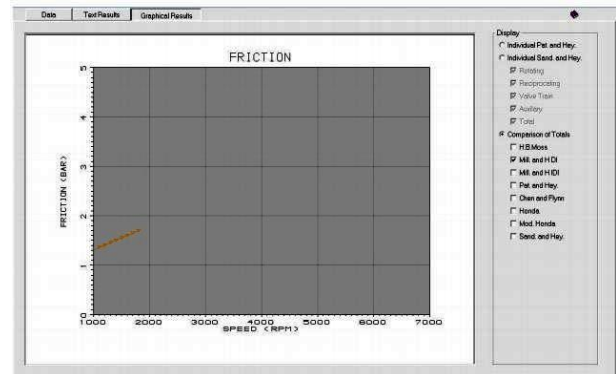 Data
Text Results
Graphical Results
FRICTION
5
4
3
2
1
0
FRICTION (BAR)
1000 2000 3000 4000 5000 6000 7000
SPEED (RPM)
Display
Individual Pat. and Hey.
Individual Sand. and Hey.
Rotating
Reciprocating
Valve Train
Auxiliary
Total
Comparison of Totals
H.B.Moss
Mill. and H DI
Mill. and H IDI
Pat. and Hey.
Chen and Flynn
Honda
Mod. Honda
Sand. and Hey.